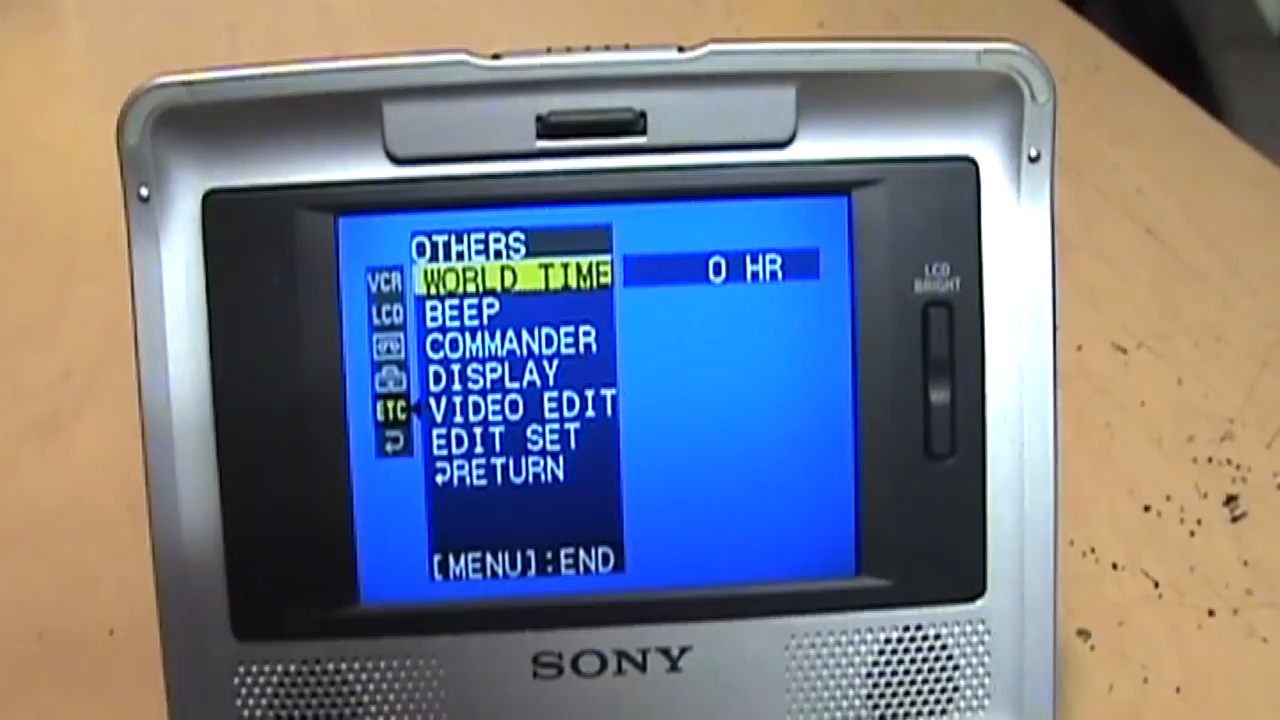 OTHERS
VCR WORLD TIME 0 HR
LCD BEEP
COMMANDER
DISPLAY
ETC VIDEO EDIT
EDIT SET
RETURN
[MENU]:END
LCD
BRIGHT
SONY